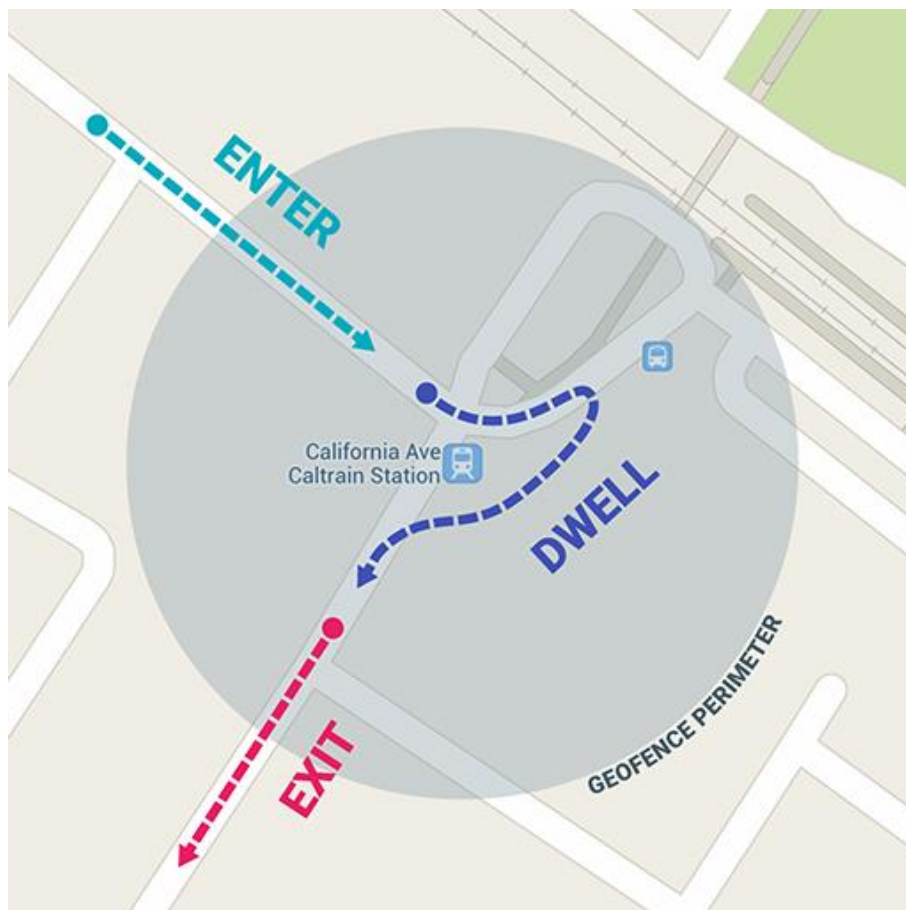 ENTER
California Ave
Caltrain Station
DWELL
GEOFENCE PERIMETER
EXIT